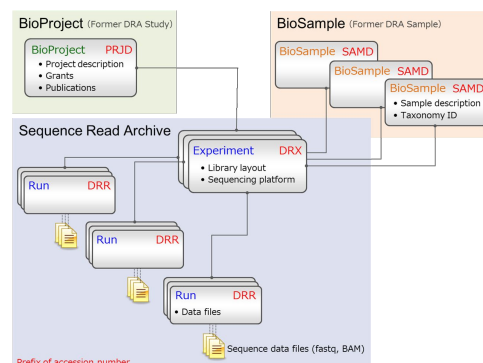 BioProject (Former DRA Study)
BioProject PRJD
• Project description
• Grants
• Publications
BioSample (Former DRA Sample)
BioSample SAMD
BioSample SAMD
BioSample SAMD
• Sample description
• Taxonomy ID
Sequence Read Archive
Experiment DRX
• Library layout
• Sequencing platform
Run DRR
Run DRR
Run DRR
• Data files
Sequence data files (fastq, BAM)
Prefix of accession number